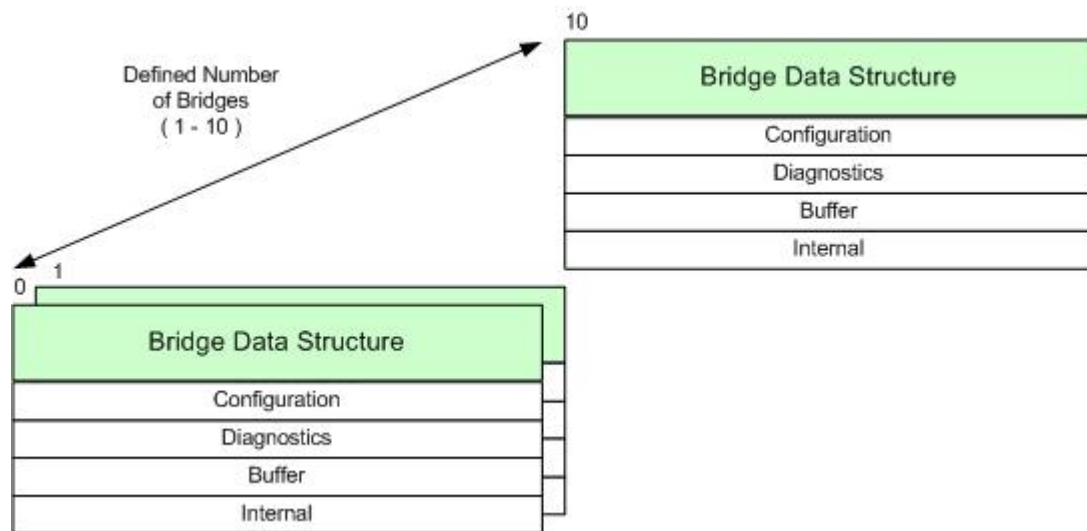 10
Defined Number
of Bridges
( 1 - 10 )
Bridge Data Structure
Configuration
Diagnostics
Buffer
Internal
0
1
Bridge Data Structure
Configuration
Diagnostics
Buffer
Internal